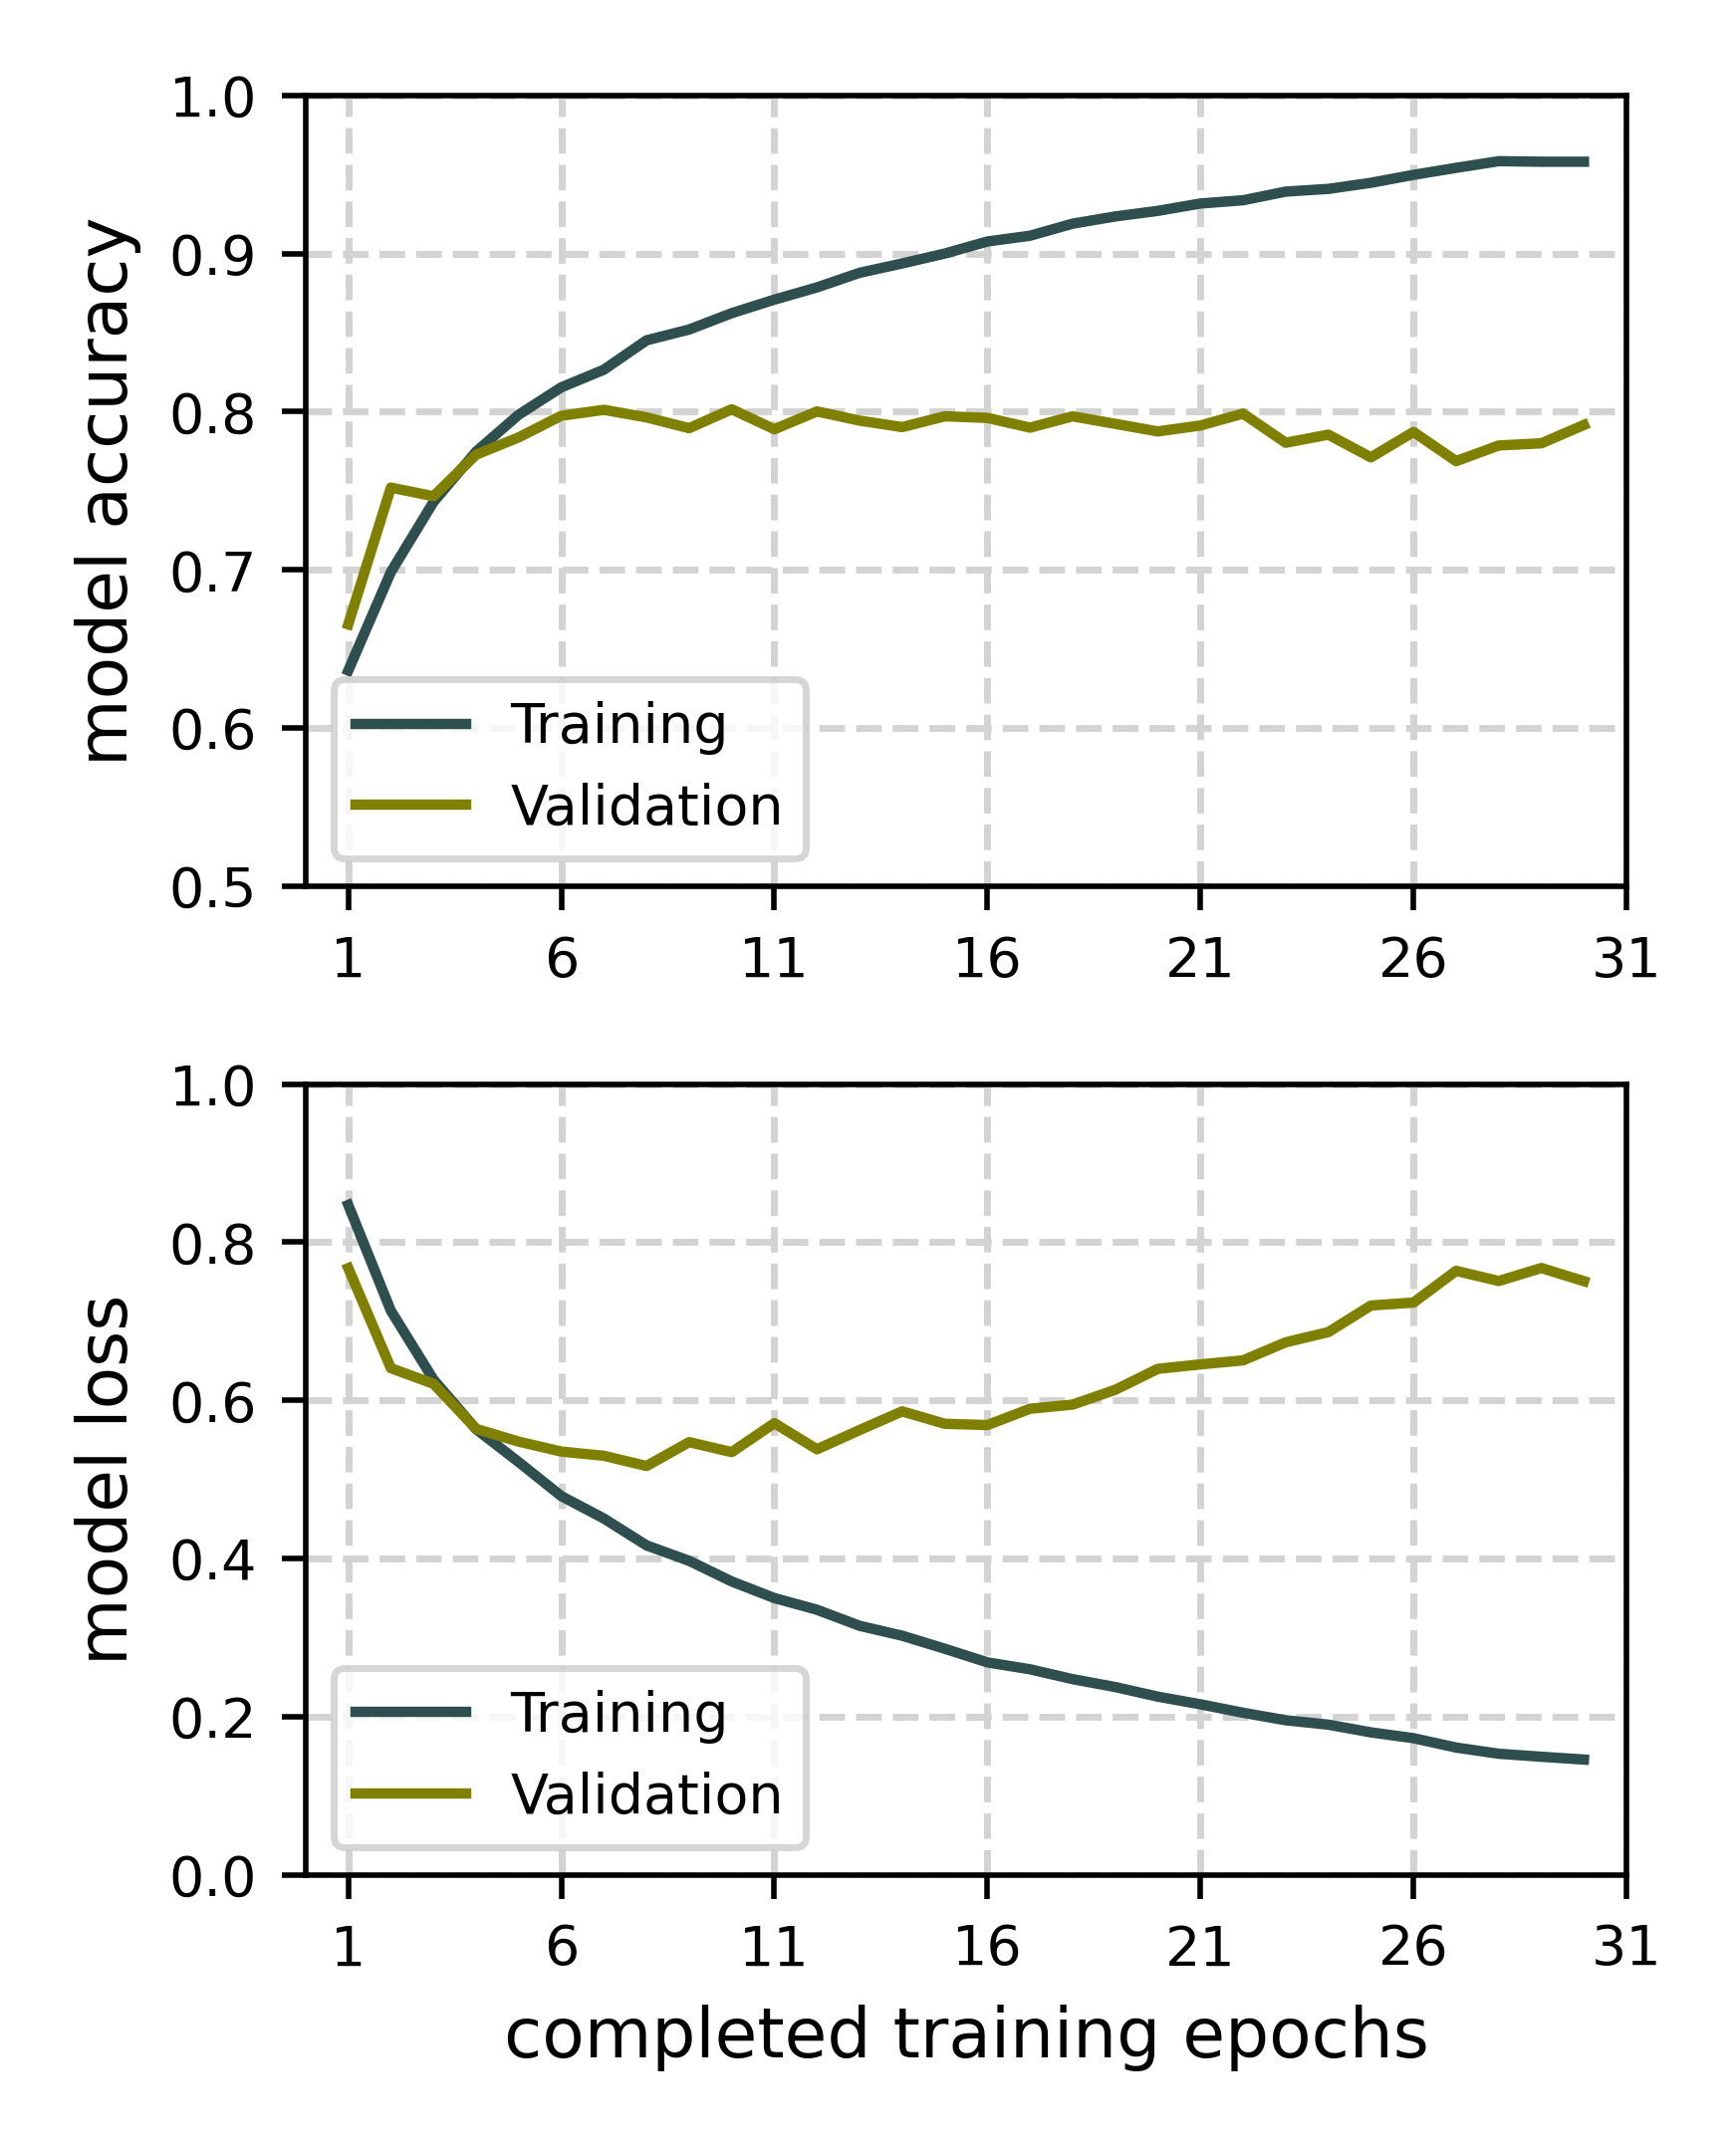 model accuracy
1.0
0.9
0.8
0.7
0.6
0.5
Training
Validation
1 6 11 16 21 26 31
model loss
1.0
0.8
0.6
0.4
0.2
0.0
Training
Validation
1 6 11 16 21 26 31
completed training epochs